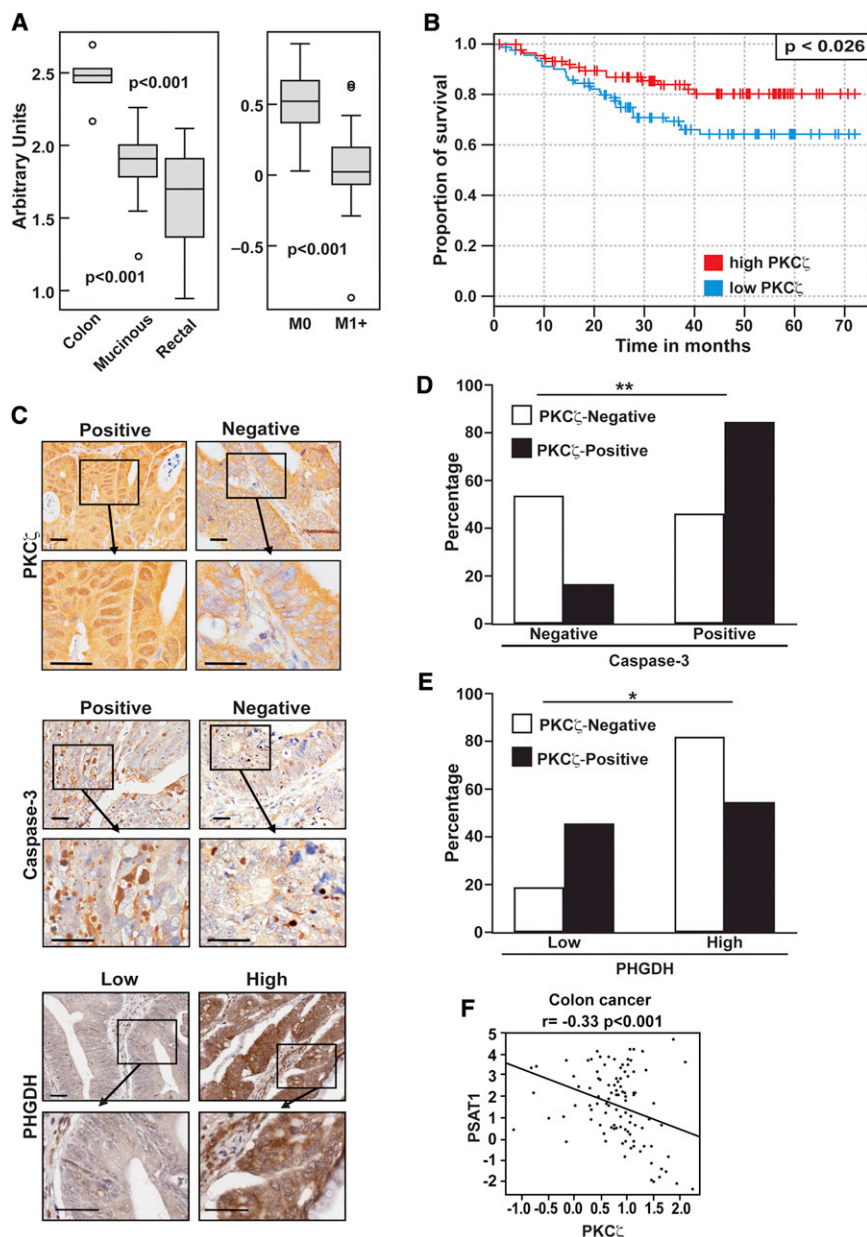 A
Arbitrary Units
2.5
2.0
1.5
1.0
p<0.001
p<0.001
Colon
Mucinous
Rectal
0.5
0
−0.5
p<0.001
M0
M1+
B
Proportion of survival
1.0
0.8
0.6
0.4
0.2
0.0
p < 0.026
high PKCζ
low PKCζ
0 10 20 30 40 50 60 70
Time in months
C
Positive Negative
PKCζ
Positive Negative
Caspase-3
Low High
PHGDH
D
Percentage
100
80
60
40
20
0
**
PKCζ-Negative
PKCζ-Positive
Negative Positive
Caspase-3
E
Percentage
100
80
60
40
20
0
*
PKCζ-Negative
PKCζ-Positive
Low High
PHGDH
F
Colon cancer
r= -0.33 p<0.001
PSAT1
5
4
3
2
1
0
-1
-2
-1.0 -0.5 0.0 0.5 1.0 1.5 2.0
PKCζ